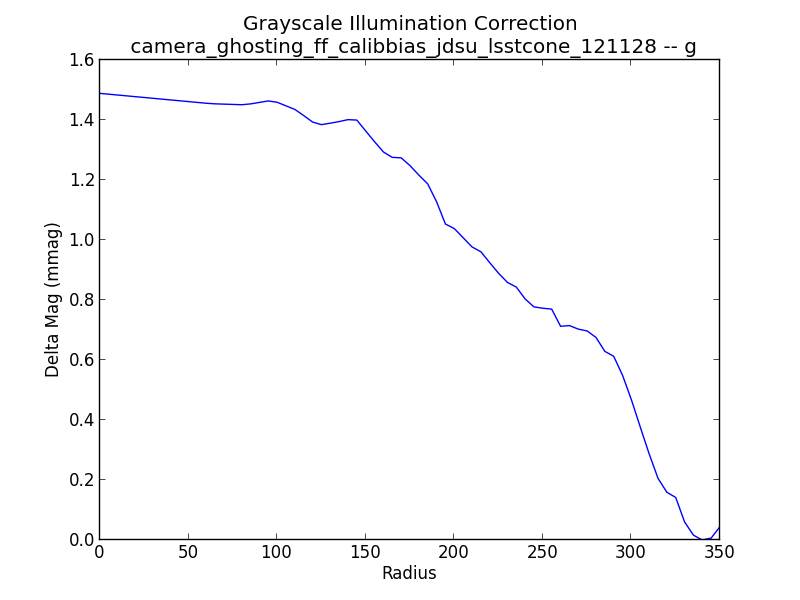 Grayscale Illumination Correction
camera_ghosting_ff_calibbias_jdsu_lsstcone_121128 -- g
1.6
1.4
1.2
1.0
0.8
0.6
0.4
0.2
0.0
Delta Mag (mmag)
0 50 100 150 200 250 300 350
Radius